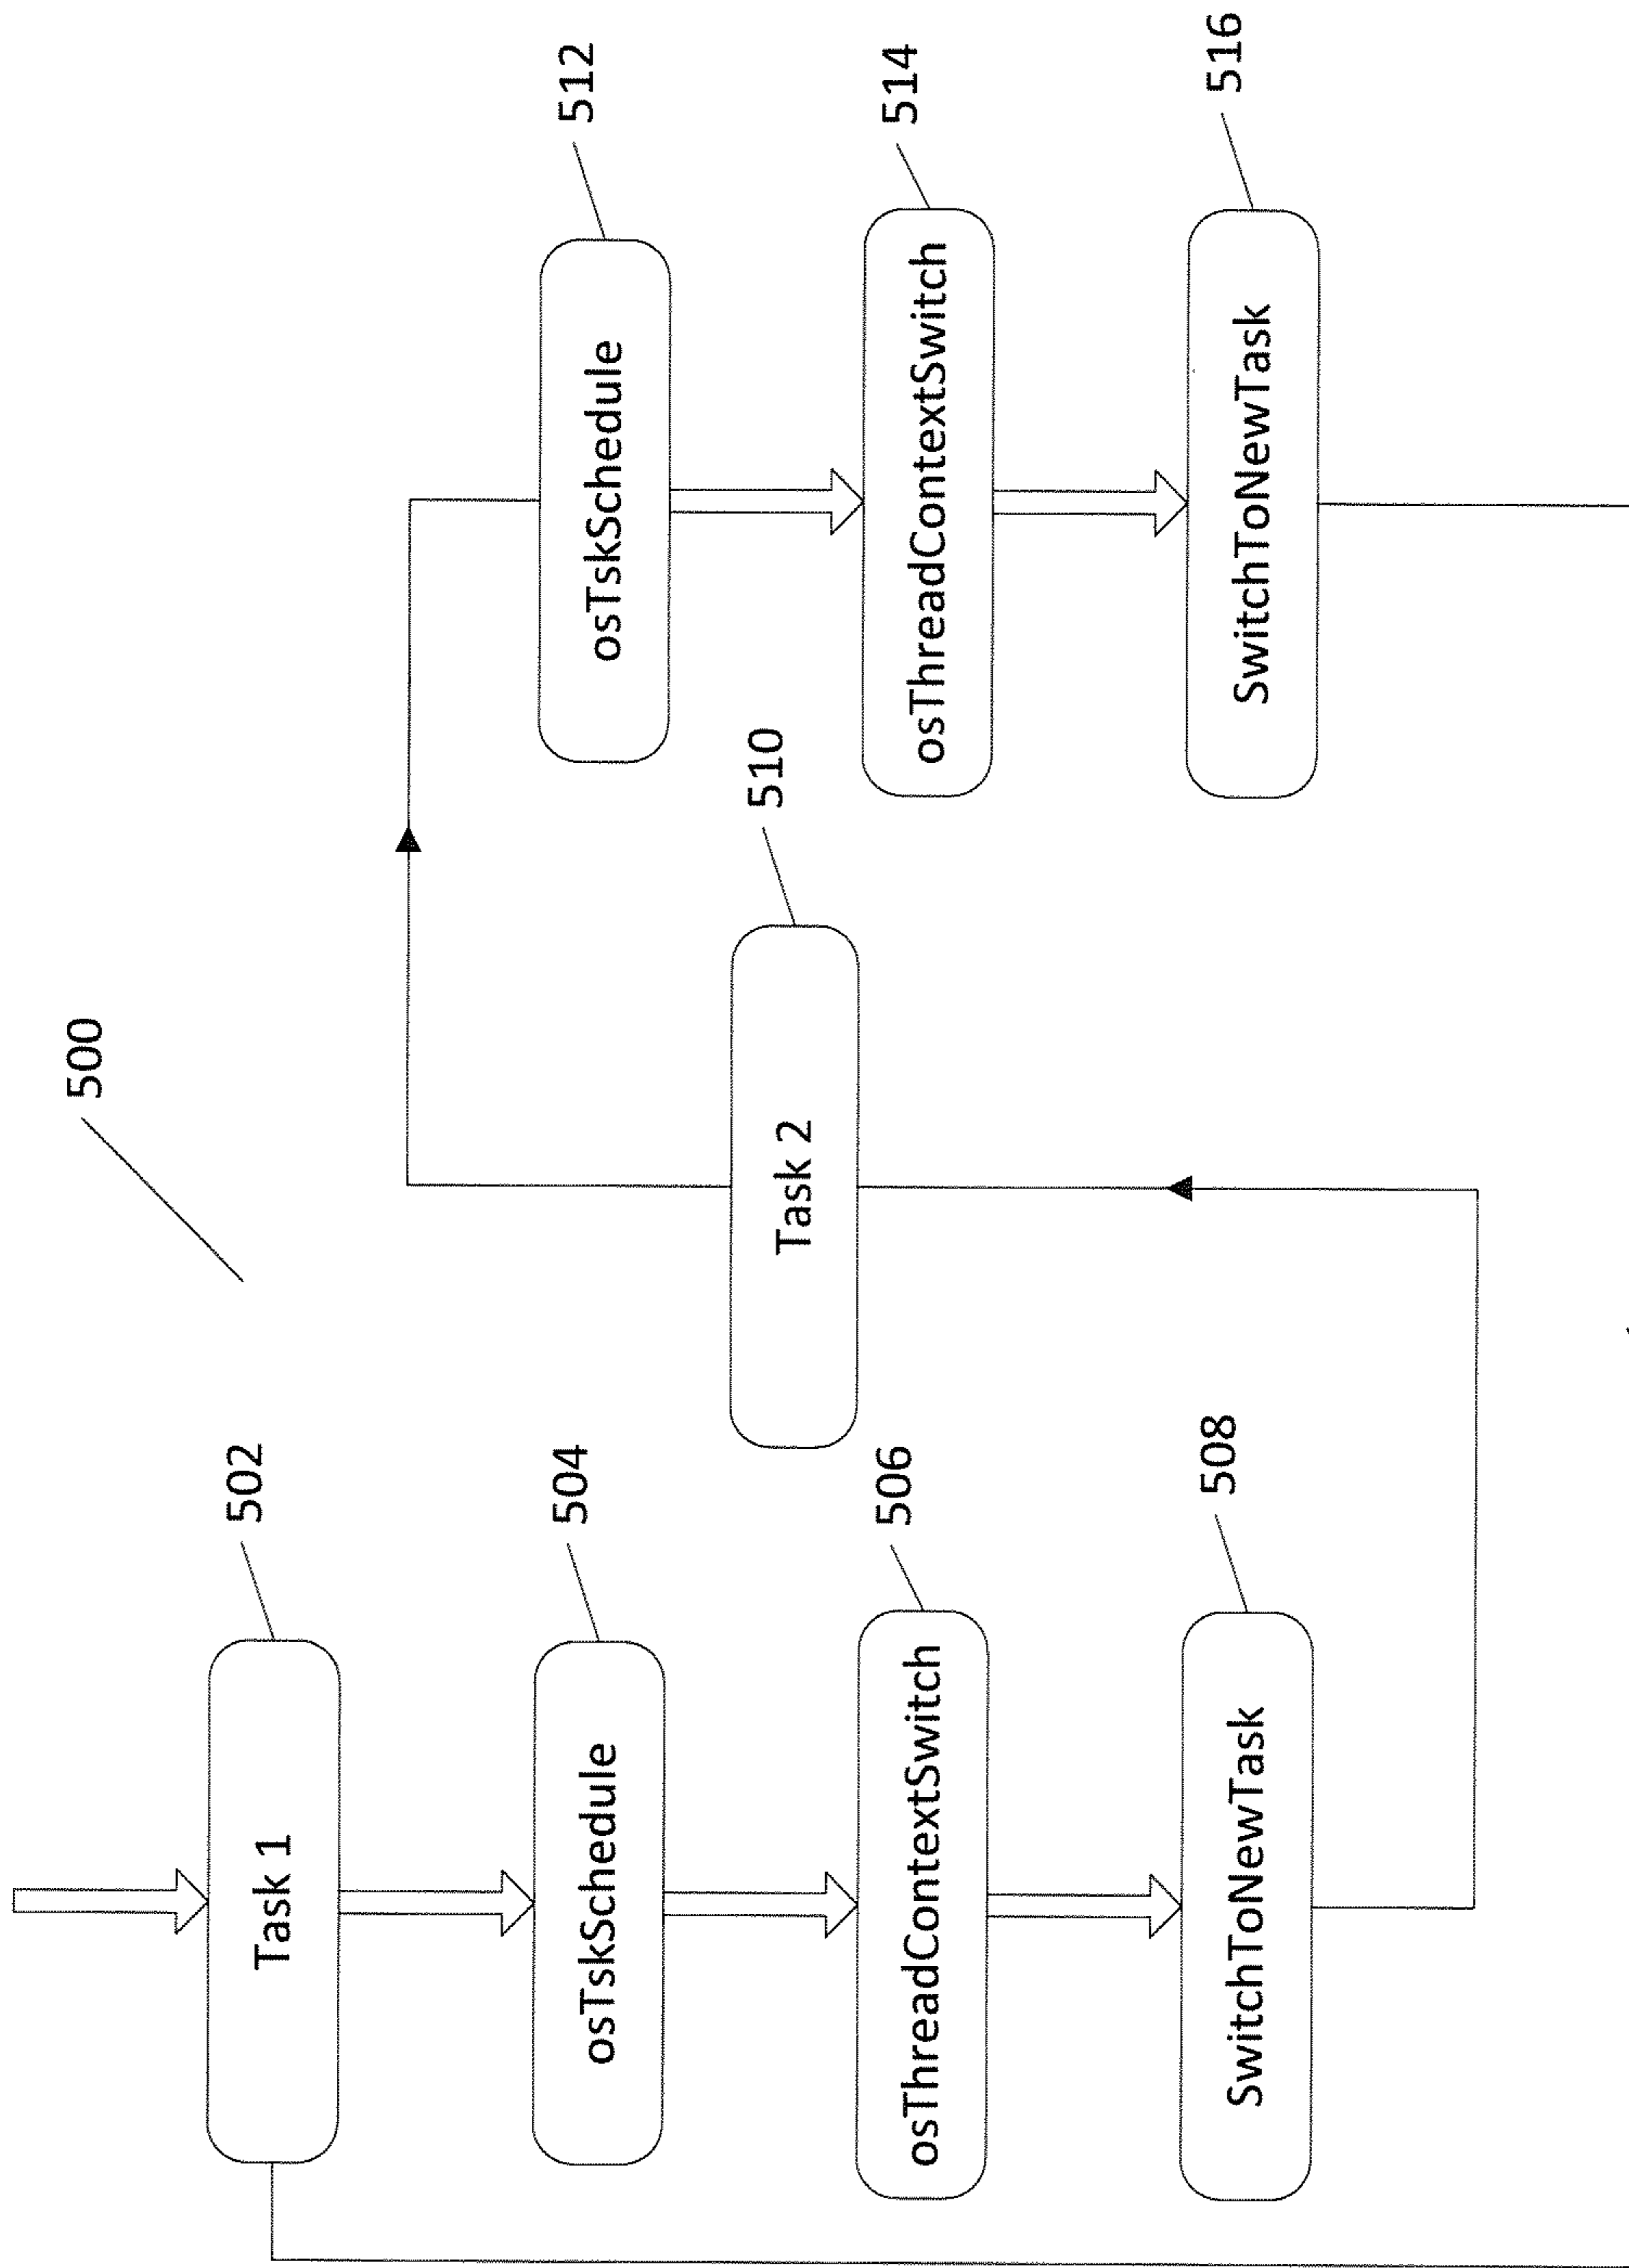 500
502
Task 1
504
osTskSchedule
506
osThreadContextSwitch
508
SwitchToNewTask
510
Task 2
512
osTskSchedule
514
osThreadContextSwitch
516
SwitchToNewTask